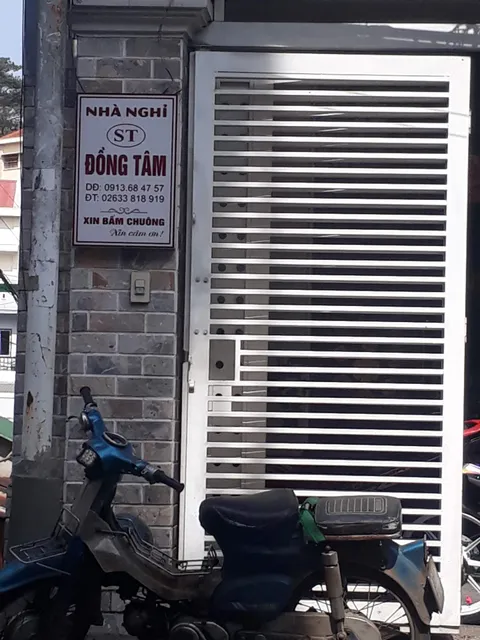 NHÀ NGHỈ
ST
ĐỒNG TÂM
DĐ: 0913.68 47 57
ĐT: 02633 818 919
XIN BẤM CHUÔNG
Xin cám ơn!